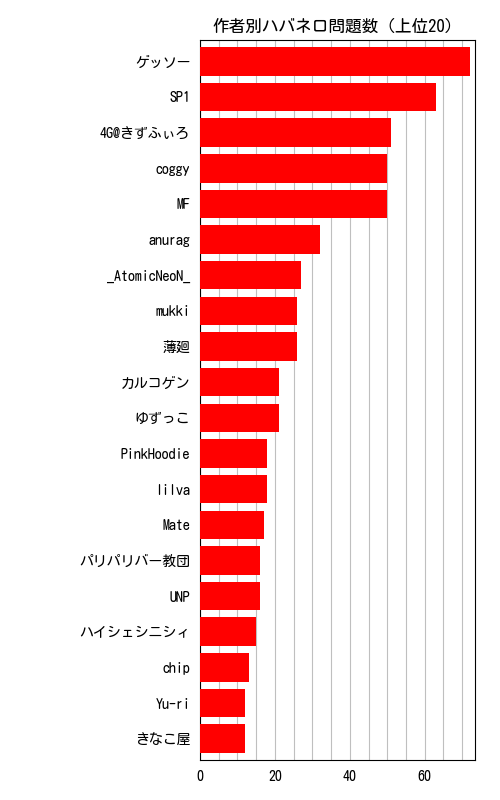 作者別ハバネロ問題数（上位20）
ゲッソー
SP1
4G@きずふぃろ
coggy
MF
anurag
_AtomicNeoN_
mukki
薄廻
カルコゲン
ゆずっこ
PinkHoodie
lilva
Mate
パリパリバー教団
UNP
ハイシェシニシィ
chip
Yu-ri
きなこ屋
0 20 40 60